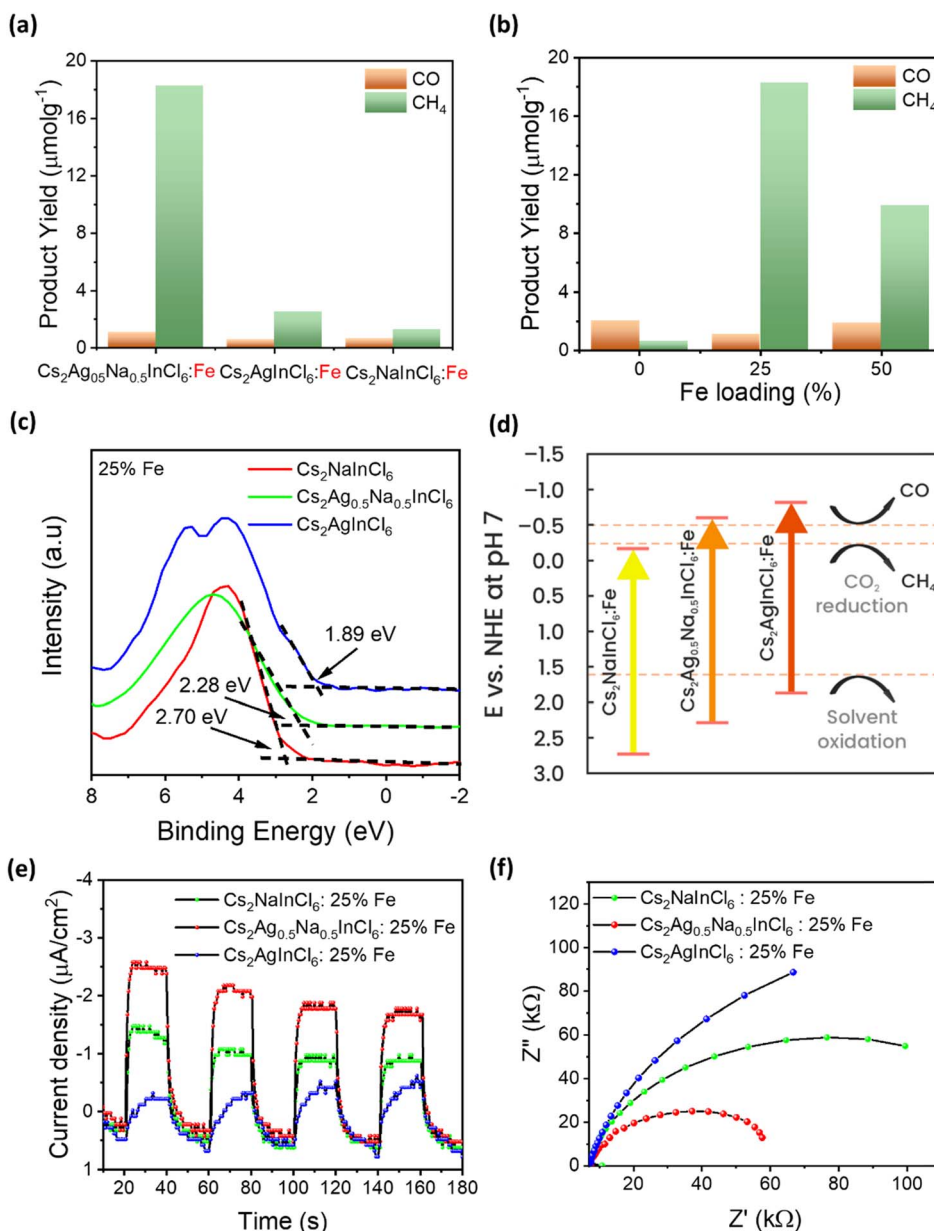 (a)
Product Yield (μmolg⁻¹)
20
16
12
8
4
0
CO
CH₄
Cs₂Ag₀₅Na₀.₅InCl₆:Fe Cs₂AgInCl₆:Fe Cs₂NaInCl₆:Fe
(b)
Product Yield (μmolg⁻¹)
20
16
12
8
4
0
CO
CH₄
0 25 50
Fe loading (%)
(c)
25% Fe
Cs₂NaInCl₆
Cs₂Ag₀.₅Na₀.₅InCl₆
Cs₂AgInCl₆
Intensity (a.u)
1.89 eV
2.28 eV
2.70 eV
8 6 4 2 0 -2
Binding Energy (eV)
(d)
E vs. NHE at pH 7
−1.5
−1.0
−0.5
0.0
0.5
1.0
1.5
2.0
2.5
3.0
Cs₂NaInCl₆:Fe
Cs₂Ag₀.₅Na₀.₅InCl₆:Fe
Cs₂AgInCl₆:Fe
CO
CH₄
CO₂
reduction
Solvent
oxidation
(e)
Current density (μA/cm²)
-4
-3
-2
-1
0
1
Cs₂NaInCl₆: 25% Fe
Cs₂Ag₀.₅Na₀.₅InCl₆: 25% Fe
Cs₂AgInCl₆: 25% Fe
20 40 60 80 100 120 140 160 180
Time (s)
(f)
Z'' (kΩ)
120
100
80
60
40
20
0
Cs₂NaInCl₆ : 25% Fe
Cs₂Ag₀.₅Na₀.₅InCl₆ : 25% Fe
Cs₂AgInCl₆ : 25% Fe
20 40 60 80 100
Z' (kΩ)